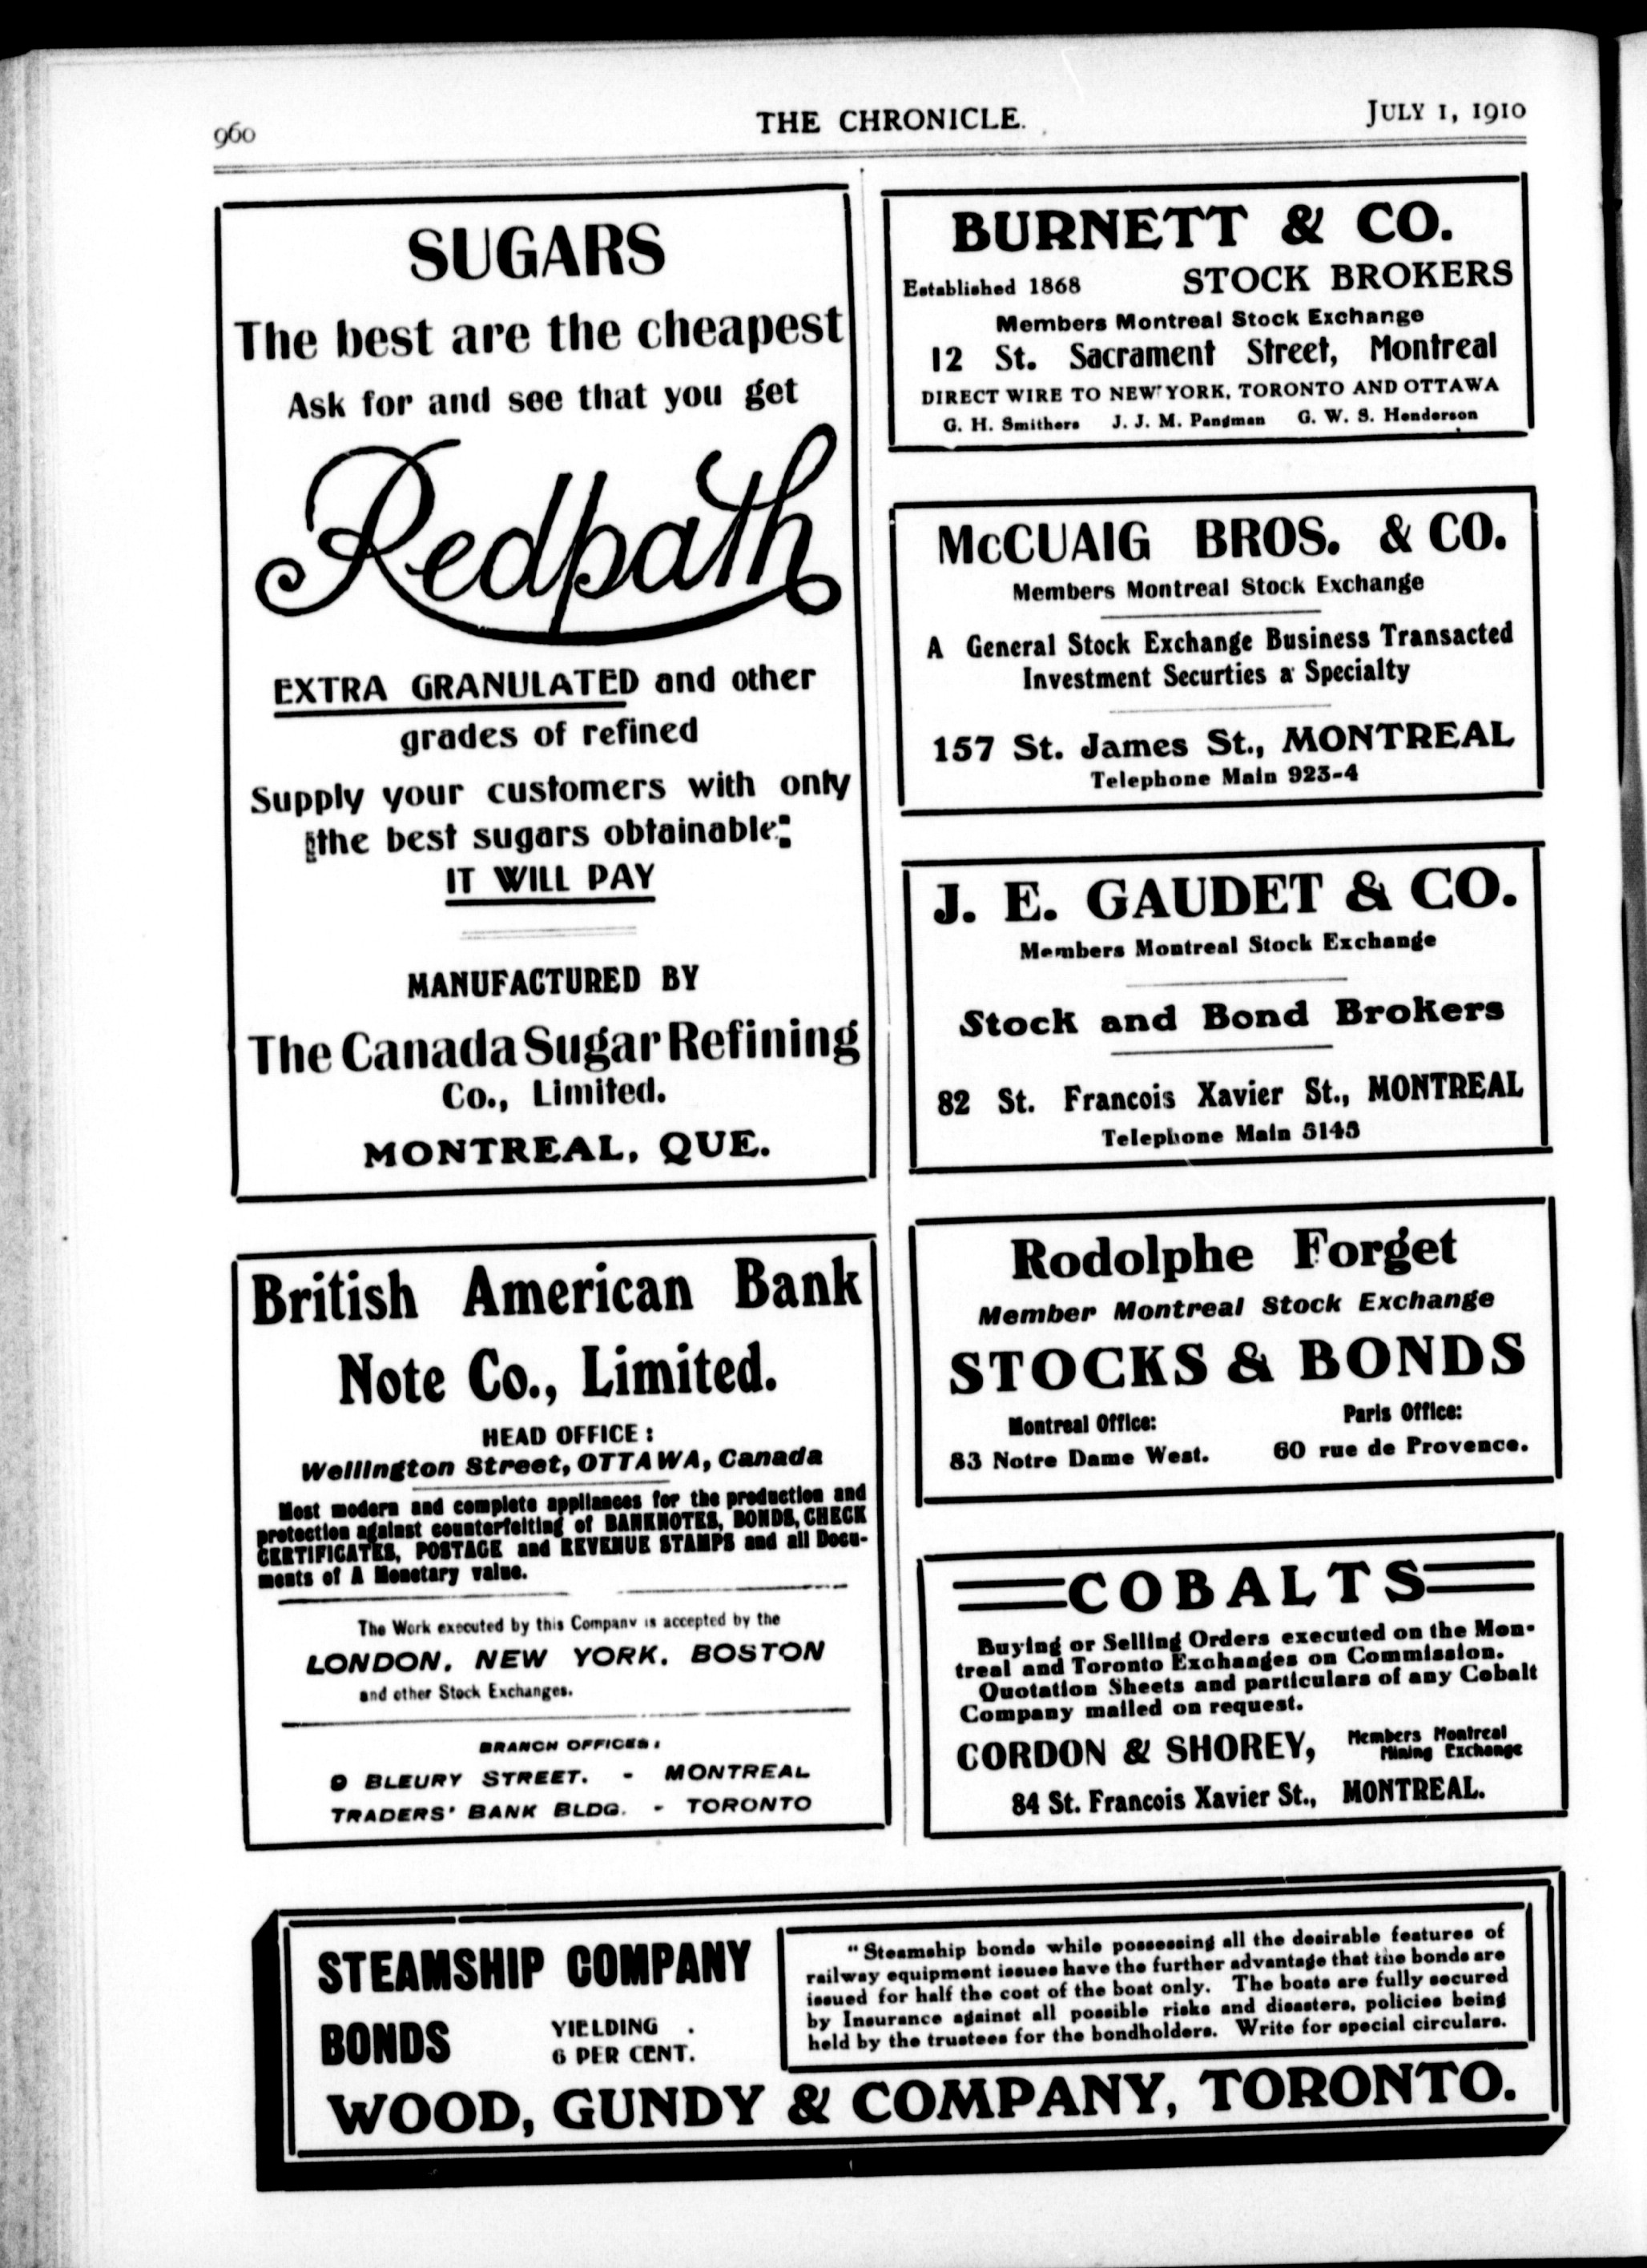 960
THE CHRONICLE.
JULY 1, 1910
SUGARS
The best are the cheapest
Ask for and see that you get
Redpath
EXTRA GRANULATED and other
grades of refined
Supply your customers with only
the best sugars obtainable;
IT WILL PAY
MANUFACTURED BY
The Canada Sugar Refining
Co., Limited.
MONTREAL, QUE.
British American Bank
Note Co., Limited.
HEAD OFFICE :
Wellington Street, OTTAWA, Canada
Most modern and complete appliances for the production and
protection against counterfeiting of BANKNOTES, BONDS, CHECK
CERTIFICATES, POSTAGE and REVENUE STAMPS and all Docu-
ments of A Monetary value.
The Work executed by this Company is accepted by the
LONDON, NEW YORK, BOSTON
and other Stock Exchanges.
BRANCH OFFICES:
9 BLEURY STREET. - MONTREAL
TRADERS' BANK BLDG. - TORONTO
BURNETT & CO.
Established 1868 STOCK BROKERS
Members Montreal Stock Exchange
12 St. Sacrament Street, Montreal
DIRECT WIRE TO NEW YORK, TORONTO AND OTTAWA
G. H. Smithers J. J. M. Pangman G. W. S. Henderson
McCUAIG BROS. & CO.
Members Montreal Stock Exchange
A General Stock Exchange Business Transacted
Investment Securties a Specialty
157 St. James St., MONTREAL
Telephone Main 923-4
J. E. GAUDET & CO.
Members Montreal Stock Exchange
Stock and Bond Brokers
82 St. Francois Xavier St., MONTREAL
Telephone Main
Rodolphe Forget
Member Montreal Stock Exchange
STOCKS & BONDS
Montreal Office: Paris Office:
83 Notre Dame West. 60 rue de Provence.
COBALTS
Buying or Selling Orders executed on the Mon-
treal and Toronto Exchanges on Commission.
Quotation Sheets and particulars of any Cobalt
Company mailed on request.
CORDON & SHOREY, Members Montreal
Mining Exchange
84 St. Francois Xavier St., MONTREAL.
STEAMSHIP COMPANY
BONDS YIELDING
6 PER CENT.
"Steamship bonds while possessing all the desirable features of
railway equipment issues have the further advantage that the bonds are
issued for half the cost of the boat only. The boats are fully secured
by Insurance against all possible risks and disasters, policies being
held by the trustees for the bondholders. Write for special circulars.
WOOD, GUNDY & COMPANY, TORONTO.